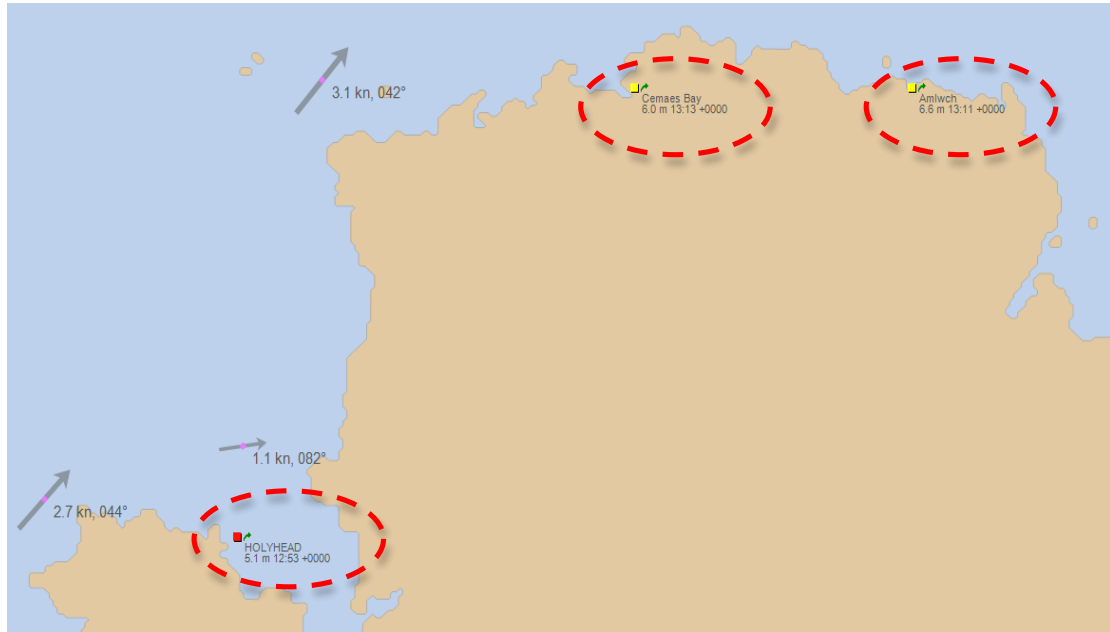 3.1 kn, 042°
Cemaes Bay
6.0 m 13:13 +0000
Amlwch
6.6 m 13:11 +0000
1.1 kn, 082°
2.7 kn, 044°
HOLYHEAD
5.1 m 12:53 +0000